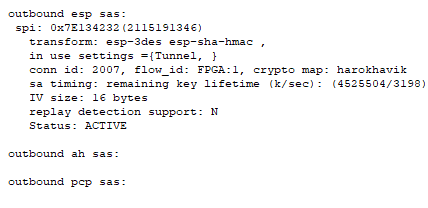 outbound esp sas:
spi: 0x7E134232(2115191346)
transform: esp-3des esp-sha-hmac ,
in use settings ={Tunnel, }
conn id: 2007, flow_id: FPGA:1, crypto map: harokhavik
sa timing: remaining key lifetime (k/sec): (4525504/3198)
IV size: 16 bytes
replay detection support: N
Status: ACTIVE
outbound ah sas:
outbound pcp sas: